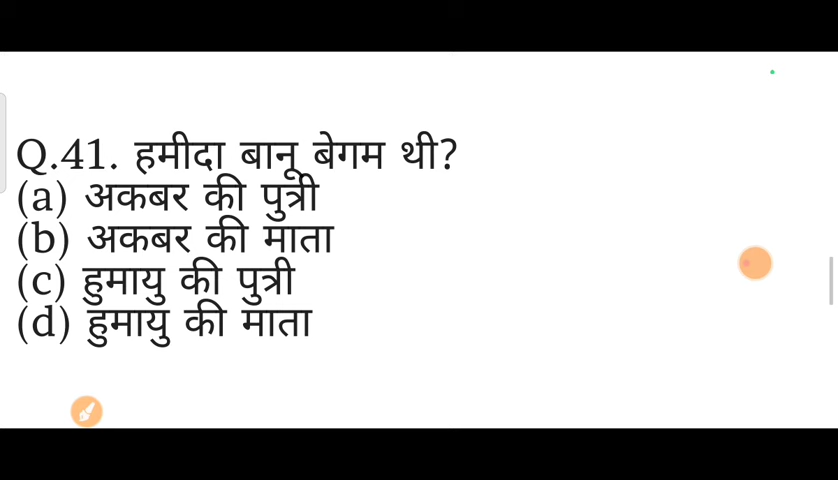 Q.41. हमीदा बानू बेगम थी?
(a) अकबर की पुत्री
(b) अकबर की माता
(c) हुमायु की पुत्री
(d) हुमायु की माता